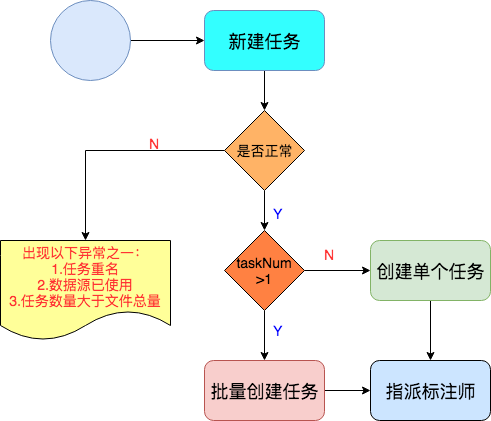 新建任务
是否正常
N
Y
出现以下异常之一：
1.任务重名
2.数据源已使用
3.任务数量大于文件总量
taskNum
>1
N
创建单个任务
Y
批量创建任务
指派标注师